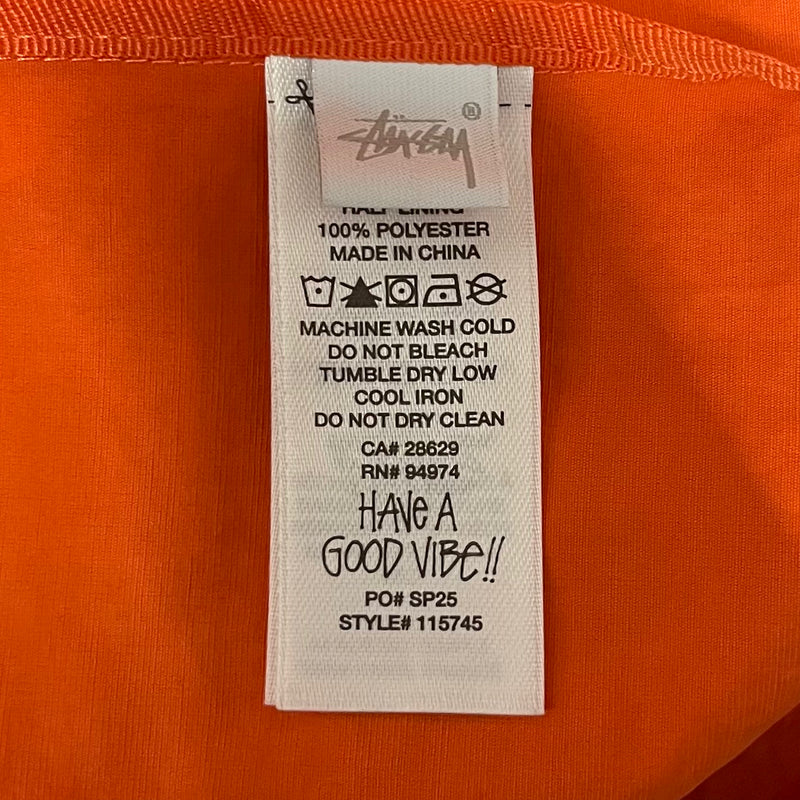 Stüssy
HALF LINING
100% POLYESTER
MADE IN CHINA
MACHINE WASH COLD
DO NOT BLEACH
TUMBLE DRY LOW
COOL IRON
DO NOT DRY CLEAN
CA# 28629
RN# 94974
HAVE A
GOOD VIBE!!
PO# SP25
STYLE# 115745